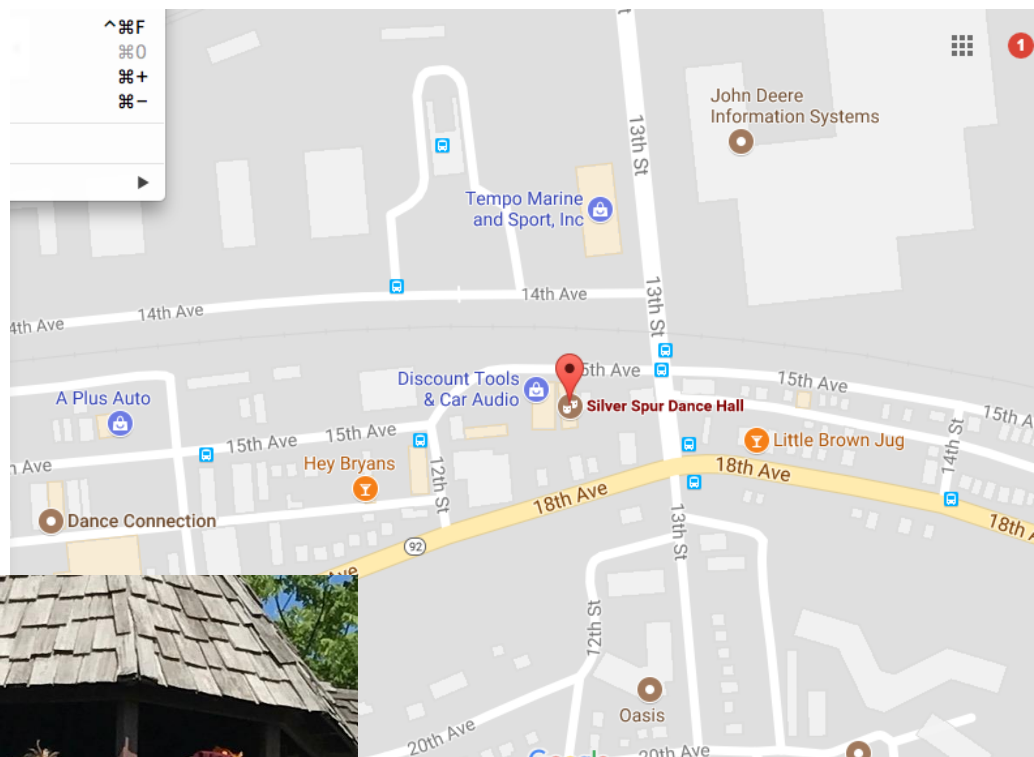 ^⌘F
⌘0
⌘+
⌘−
1
John Deere
Information Systems
13th St
Tempo Marine
and Sport, Inc
13th St
14th Ave
14th Ave
4th Ave
5th Ave
15th Ave
15th A
Discount Tools
& Car Audio
Silver Spur Dance Hall
A Plus Auto
15th Ave
15th Ave
Hey Bryans
12th St
Little Brown Jug
14th St
18th Ave
18th Ave
18th A
Dance Connection
92
Ave
13th St
12th St
Oasis
20th Ave
20th Ave